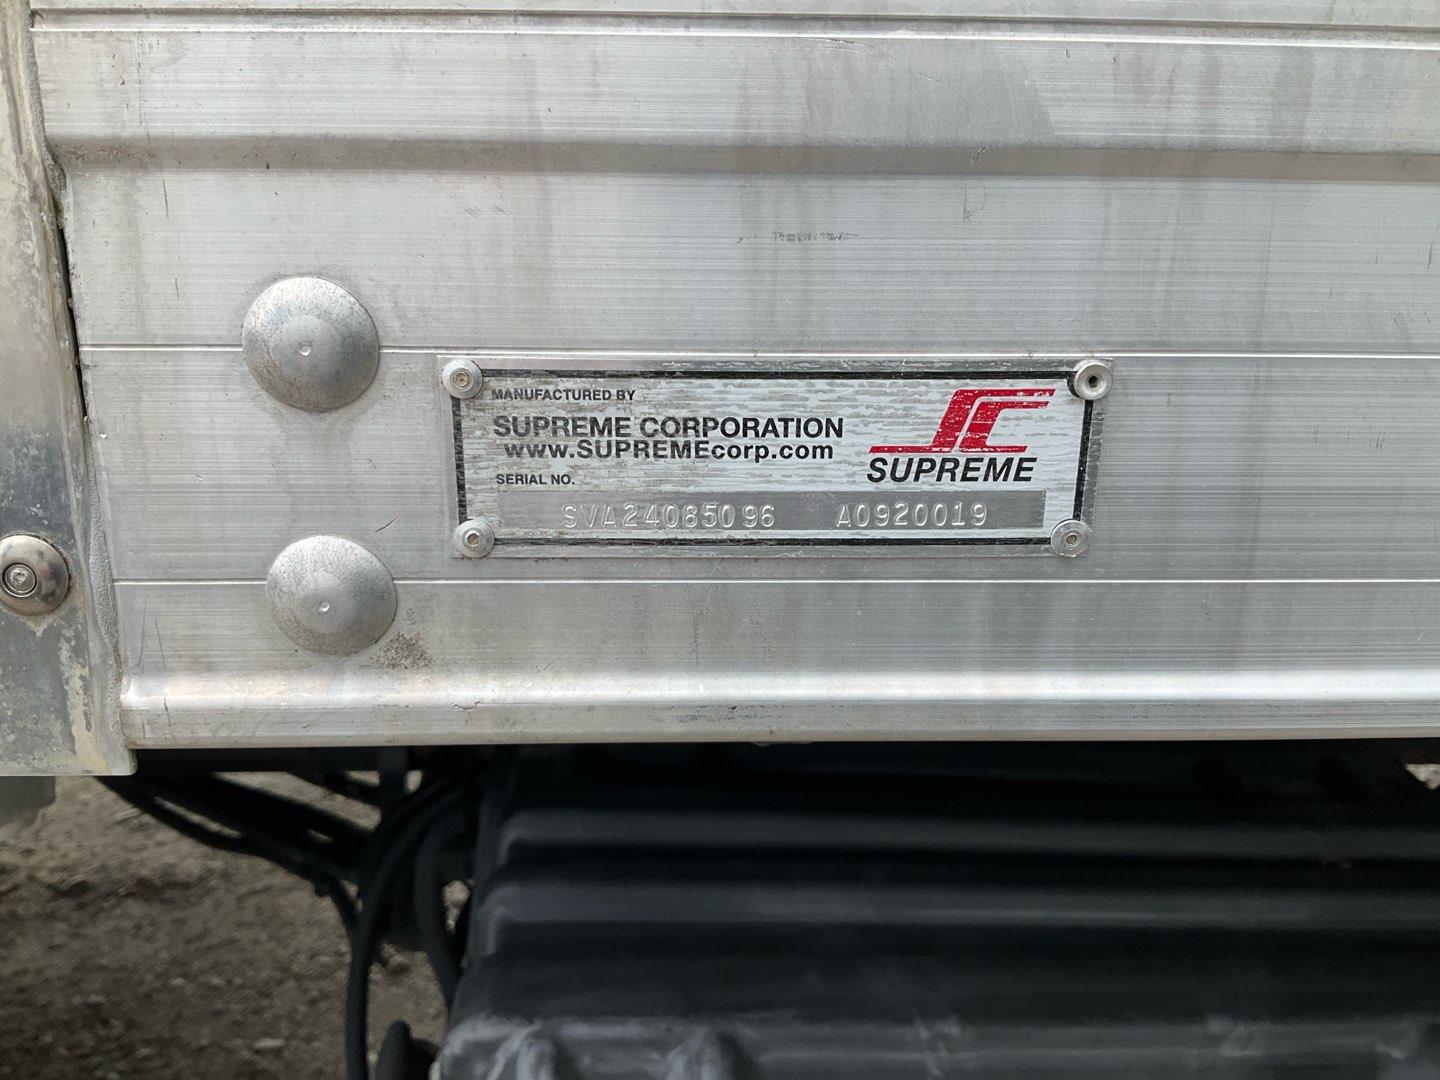 MANUFACTURED BY
SUPREME CORPORATION
www.SUPREMEcorp.com
SUPREME
SERIAL NO.
SVA24085096 A0920019